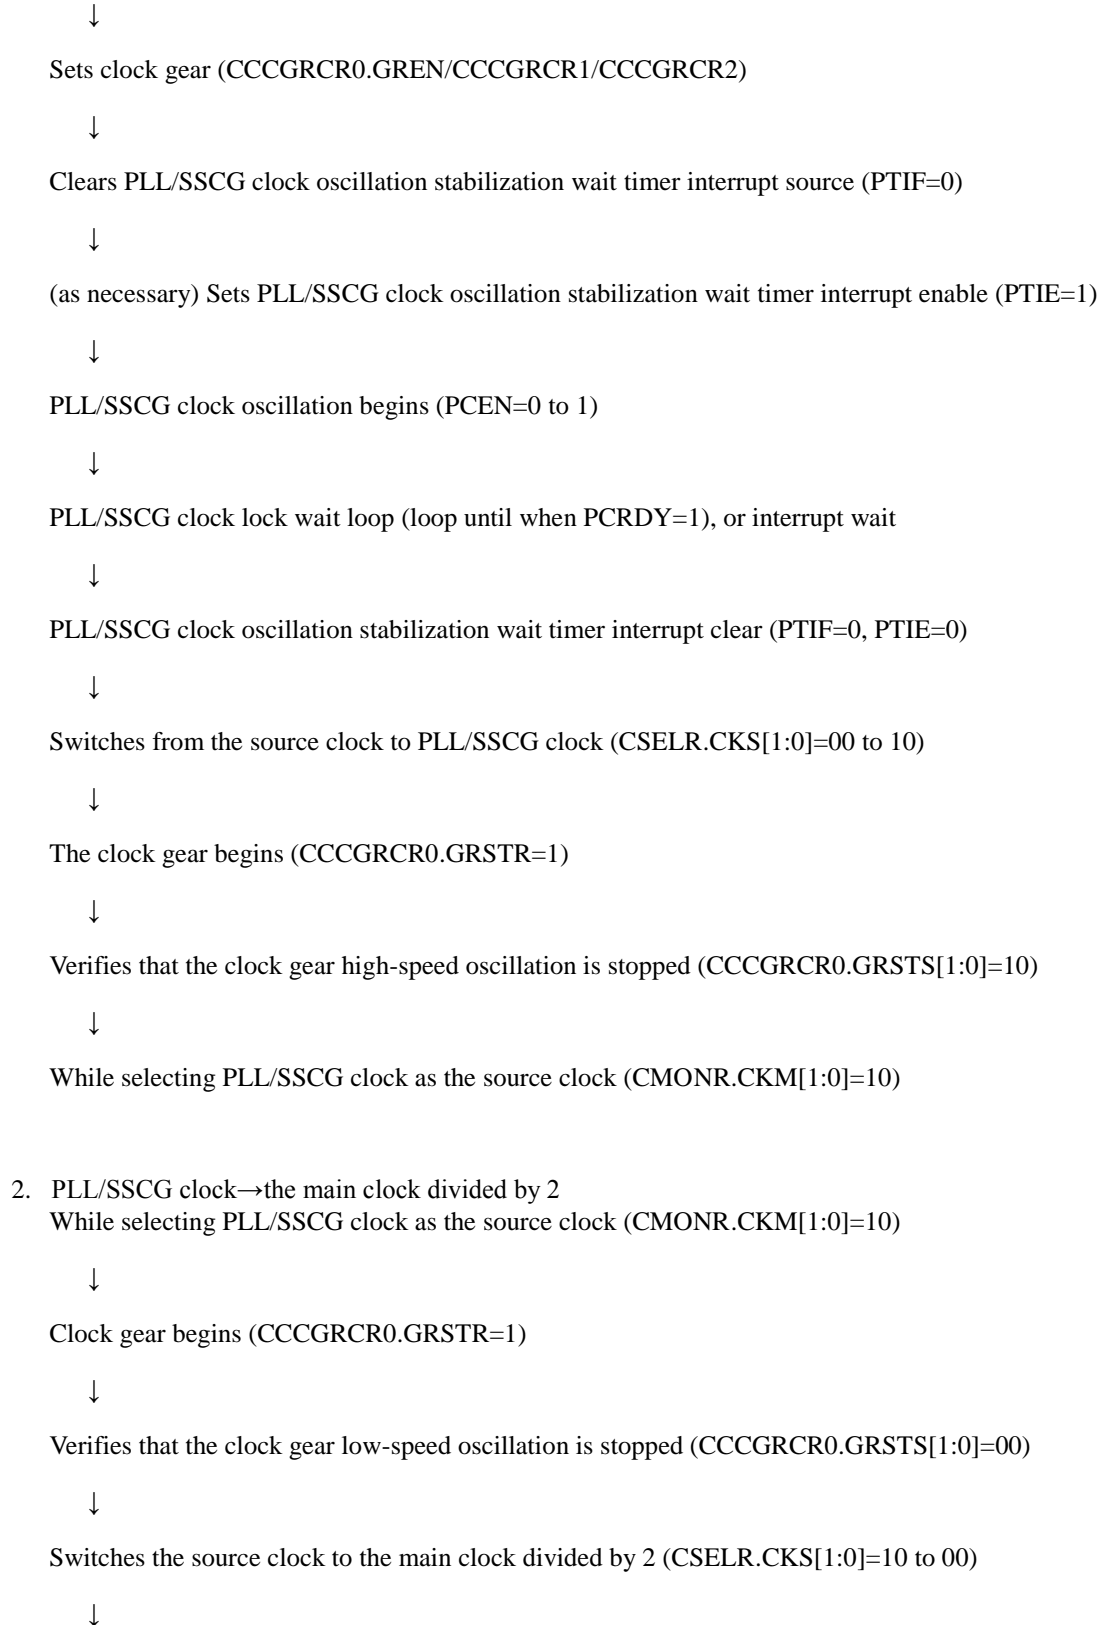 ↓
Sets clock gear (CCCGRCR0.GREN/CCCGRCR1/CCCGRCR2)
↓
Clears PLL/SSCG clock oscillation stabilization wait timer interrupt source (PTIF=0)
↓
(as necessary) Sets PLL/SSCG clock oscillation stabilization wait timer interrupt enable (PTIE=1)
↓
PLL/SSCG clock oscillation begins (PCEN=0 to 1)
↓
PLL/SSCG clock lock wait loop (loop until when PCRDY=1), or interrupt wait
↓
PLL/SSCG clock oscillation stabilization wait timer interrupt clear (PTIF=0, PTIE=0)
↓
Switches from the source clock to PLL/SSCG clock (CSELR.CKS[1:0]=00 to 10)
↓
The clock gear begins (CCCGRCR0.GRSTR=1)
↓
Verifies that the clock gear high-speed oscillation is stopped (CCCGRCR0.GRSTS[1:0]=10)
↓
While selecting PLL/SSCG clock as the source clock (CMONR.CKM[1:0]=10)
2. PLL/SSCG clock→the main clock divided by 2
While selecting PLL/SSCG clock as the source clock (CMONR.CKM[1:0]=10)
↓
Clock gear begins (CCCGRCR0.GRSTR=1)
↓
Verifies that the clock gear low-speed oscillation is stopped (CCCGRCR0.GRSTS[1:0]=00)
↓
Switches the source clock to the main clock divided by 2 (CSELR.CKS[1:0]=10 to 00)
↓